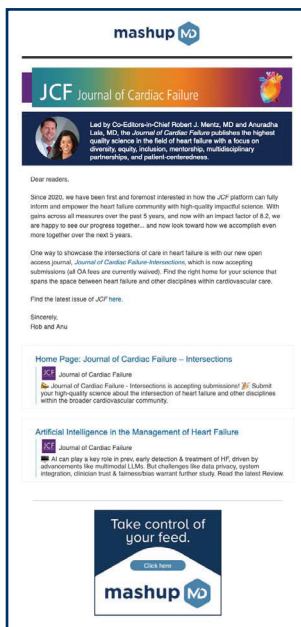 mashup MD
JCF Journal of Cardiac Failure
Led by Co-Editors-in-Chief Robert J. Mentz, MD and Anuradha
Lala, MD, the Journal of Cardiac Failure publishes the highest
quality science in the field of heart failure with a focus on
diversity, equity, inclusion, mentorship, multidisciplinary
partnerships, and patient-centeredness.
Dear readers,
Since 2020, we have been first and foremost interested in how the JCF platform can fully
inform and empower the heart failure community with high-quality impactful science. With
gains across all measures over the past 5 years, and now with an impact factor of 8.2, we
are happy to see our progress together... and now look toward how we accomplish even
more together over the next 5 years.
One way to showcase the intersections of care in heart failure is with our new open
access journal, Journal of Cardiac Failure-Intersections, which is now accepting
submissions (all OA fees are currently waived). Find the right home for your science that
spans the space between heart failure and other disciplines within cardiovascular care.
Find the latest issue of JCF here.
Sincerely,
Rob and Anu
Home Page: Journal of Cardiac Failure – Intersections
JCF Journal of Cardiac Failure
Journal of Cardiac Failure - Intersections is accepting submissions! 🎉 Submit
your high-quality science about the intersection of heart failure and other disciplines
within the broader cardiovascular community.
Artificial Intelligence in the Management of Heart Failure
JCF Journal of Cardiac Failure
AI can play a key role in prev, early detection & treatment of HF, driven by
advancements like multimodal LLMs. But challenges like data privacy, system
integration, clinician trust & fairness/bias warrant further study. Read the latest Review
Take control of
your feed.
Click here
mashup MD